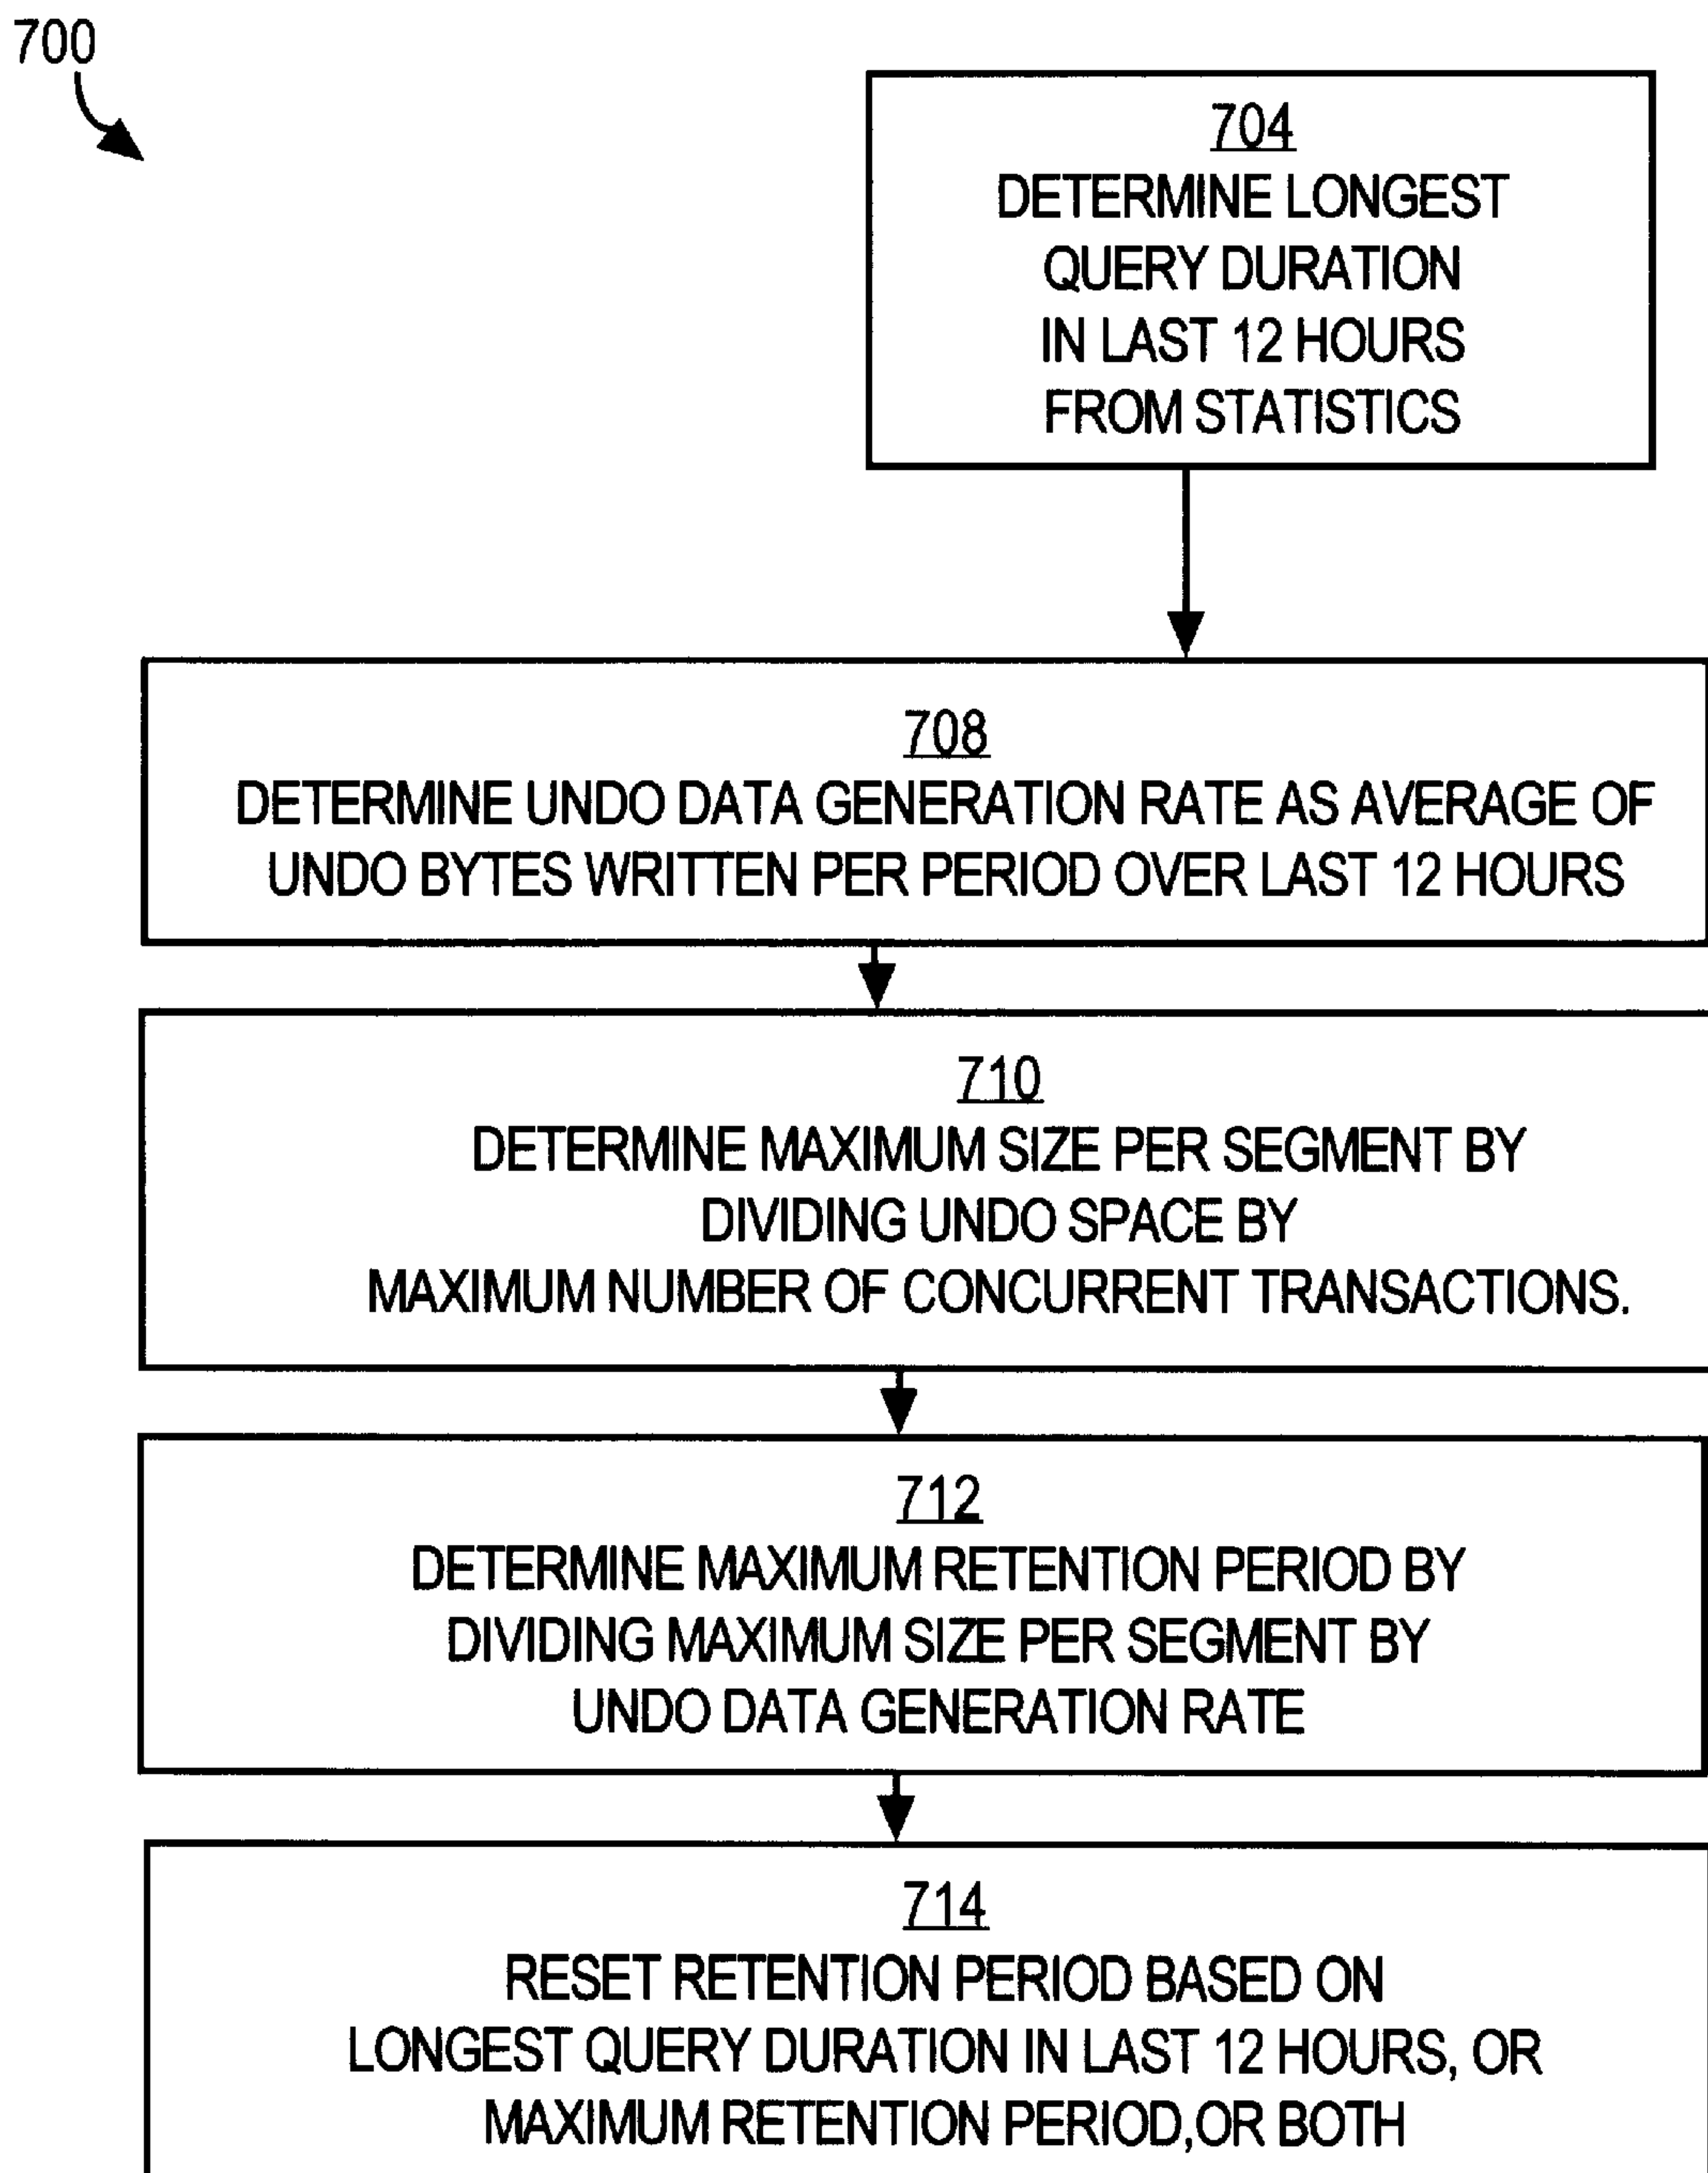 700
704
DETERMINE LONGEST
QUERY DURATION
IN LAST 12 HOURS
FROM STATISTICS
708
DETERMINE UNDO DATA GENERATION RATE AS AVERAGE OF
UNDO BYTES WRITTEN PER PERIOD OVER LAST 12 HOURS
710
DETERMINE MAXIMUM SIZE PER SEGMENT BY
DIVIDING UNDO SPACE BY
MAXIMUM NUMBER OF CONCURRENT TRANSACTIONS.
712
DETERMINE MAXIMUM RETENTION PERIOD BY
DIVIDING MAXIMUM SIZE PER SEGMENT BY
UNDO DATA GENERATION RATE
714
RESET RETENTION PERIOD BASED ON
LONGEST QUERY DURATION IN LAST 12 HOURS, OR
MAXIMUM RETENTION PERIOD,OR BOTH